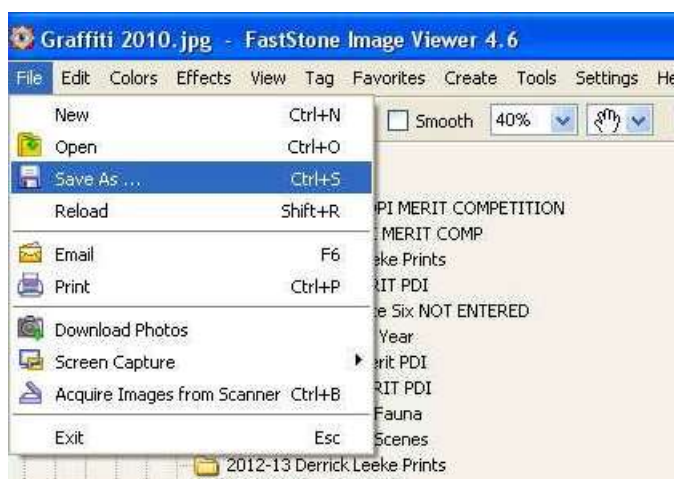 Graffiti 2010.jpg - FastStone Image Viewer 4.6
File Edit Colors Effects View Tag Favorites Create Tools Settings He
New Ctrl+N Smooth 40%
Open Ctrl+O
Save As ... Ctrl+S
Reload Shift+R PI MERIT COMPETITION
MERIT COMP
Email F6 eke Prints
Print Ctrl+P RIT PDI
e Six NOT ENTERED
Download Photos Year
Screen Capture erit PDI
Acquire Images from Scanner Ctrl+B RIT PDI
Fauna
Exit Esc Scenes
2012-13 Derrick Leeke Prints